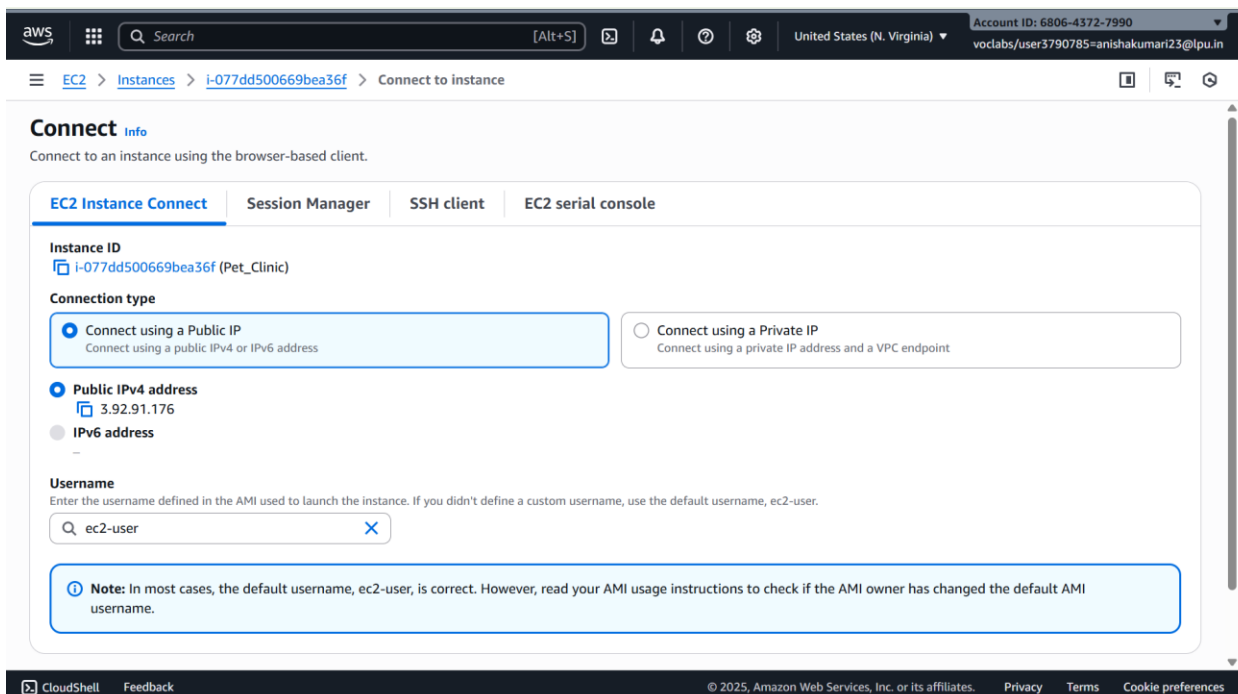 aws
Search [Alt+S] United States (N. Virginia) Account ID: 6806-4372-7990
voclabs/user3790785=anishakumari23@lpu.in
EC2 > Instances > i-077dd500669bea36f > Connect to instance
Connect Info
Connect to an instance using the browser-based client.
EC2 Instance Connect Session Manager SSH client EC2 serial console
Instance ID
i-077dd500669bea36f (Pet_Clinic)
Connection type
Connect using a Public IP
Connect using a public IPv4 or IPv6 address
Connect using a Private IP
Connect using a private IP address and a VPC endpoint
Public IPv4 address
3.92.91.176
IPv6 address
–
Username
Enter the username defined in the AMI used to launch the instance. If you didn't define a custom username, use the default username, ec2-user.
ec2-user
Note: In most cases, the default username, ec2-user, is correct. However, read your AMI usage instructions to check if the AMI owner has changed the default AMI
username.
CloudShell Feedback © 2025, Amazon Web Services, Inc. or its affiliates. Privacy Terms Cookie preferences